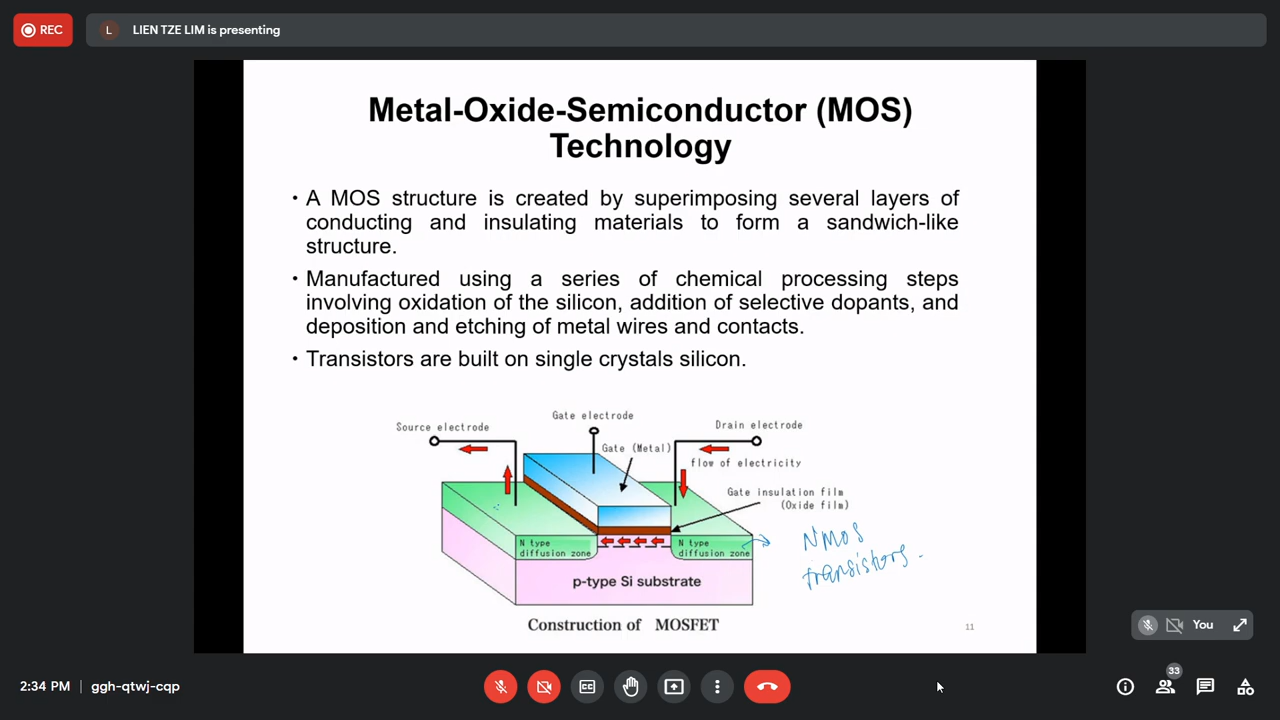 REC
L
LIEN TZE LIM is presenting
Metal-Oxide-Semiconductor (MOS)
Technology
• A MOS structure is created by superimposing several layers of
conducting and insulating materials to form a sandwich-like
structure.
• Manufactured using a series of chemical processing steps
involving oxidation of the silicon, addition of selective dopants, and
deposition and etching of metal wires and contacts.
• Transistors are built on single crystals silicon.
Gate electrode
Source electrode
Drain electrode
Gate (Metal)
flow of electricity
Gate insulation film
(Oxide film)
N type
diffusion zone
N type
diffusion zone
NMOS
transistors
p-type Si substrate
Construction of MOSFET
11
You
2:34 PM
ggh-qtwj-cqp
CC
33